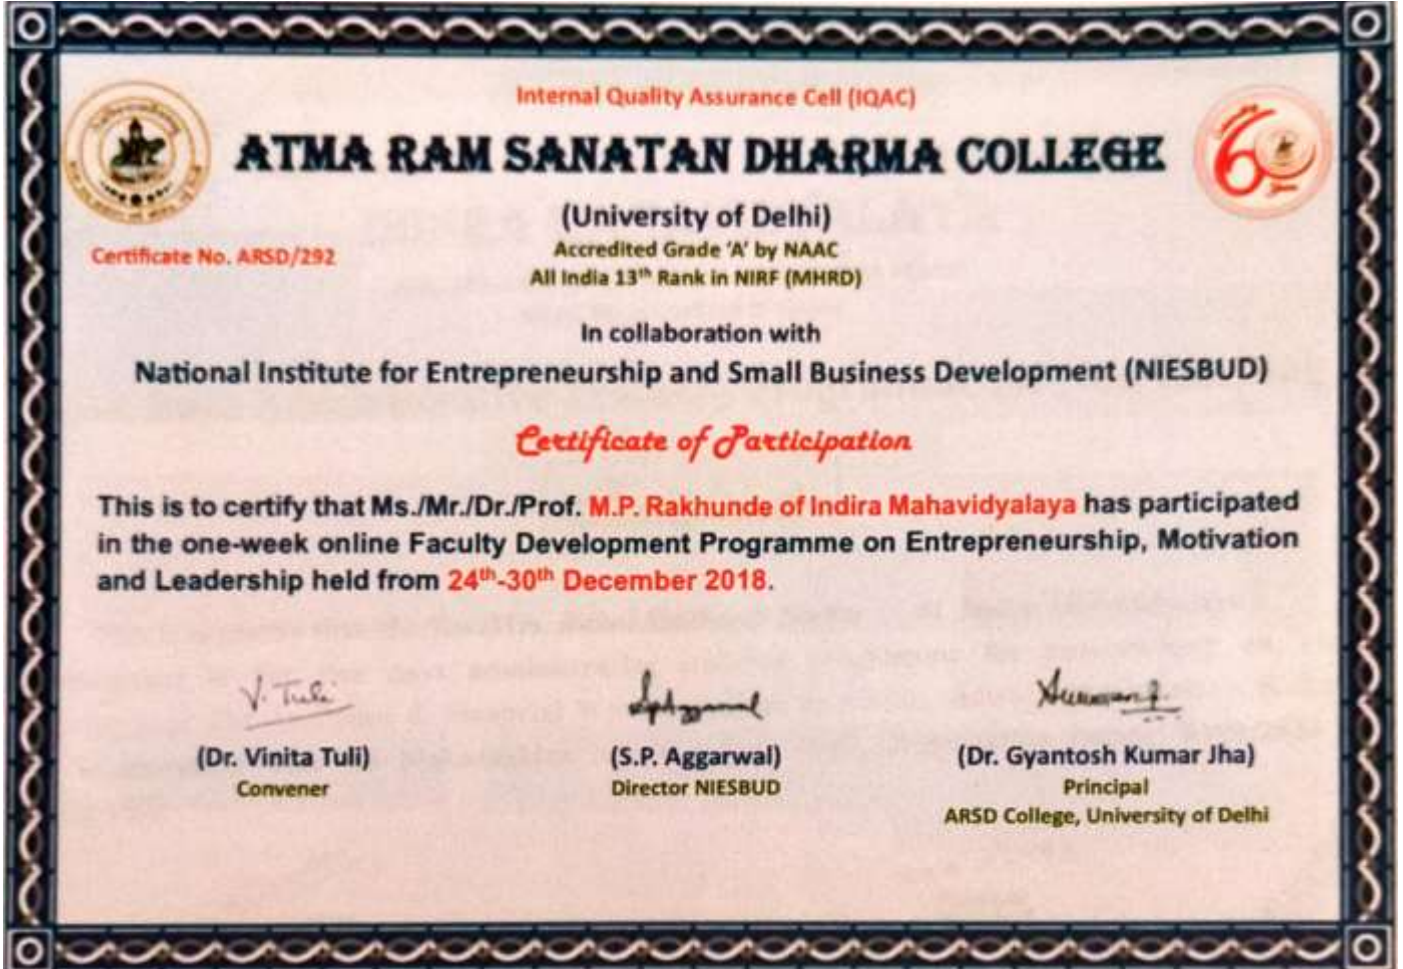 Internal Quality Assurance Cell (IQAC)
ATMA RAM SANATAN DHARMA COLLEGE
60
(University of Delhi)
Accredited Grade 'A' by NAAC
Certificate No. ARSD/292
All India 13th Rank in NIRF (MHRD)
In collaboration with
National Institute for Entrepreneurship and Small Business Development (NIESBUD)
Certificate of Participation
This is to certify that Ms./Mr./Dr./Prof. M.P. Rakhunde of Indira Mahavidyalaya has participated
in the one-week online Faculty Development Programme on Entrepreneurship, Motivation
and Leadership held from 24th-30th December 2018.
V. Tuli
(Dr. Vinita Tuli)
Convener
(S.P. Aggarwal)
Director NIESBUD
(Dr. Gyantosh Kumar Jha)
Principal
ARSD College, University of Delhi